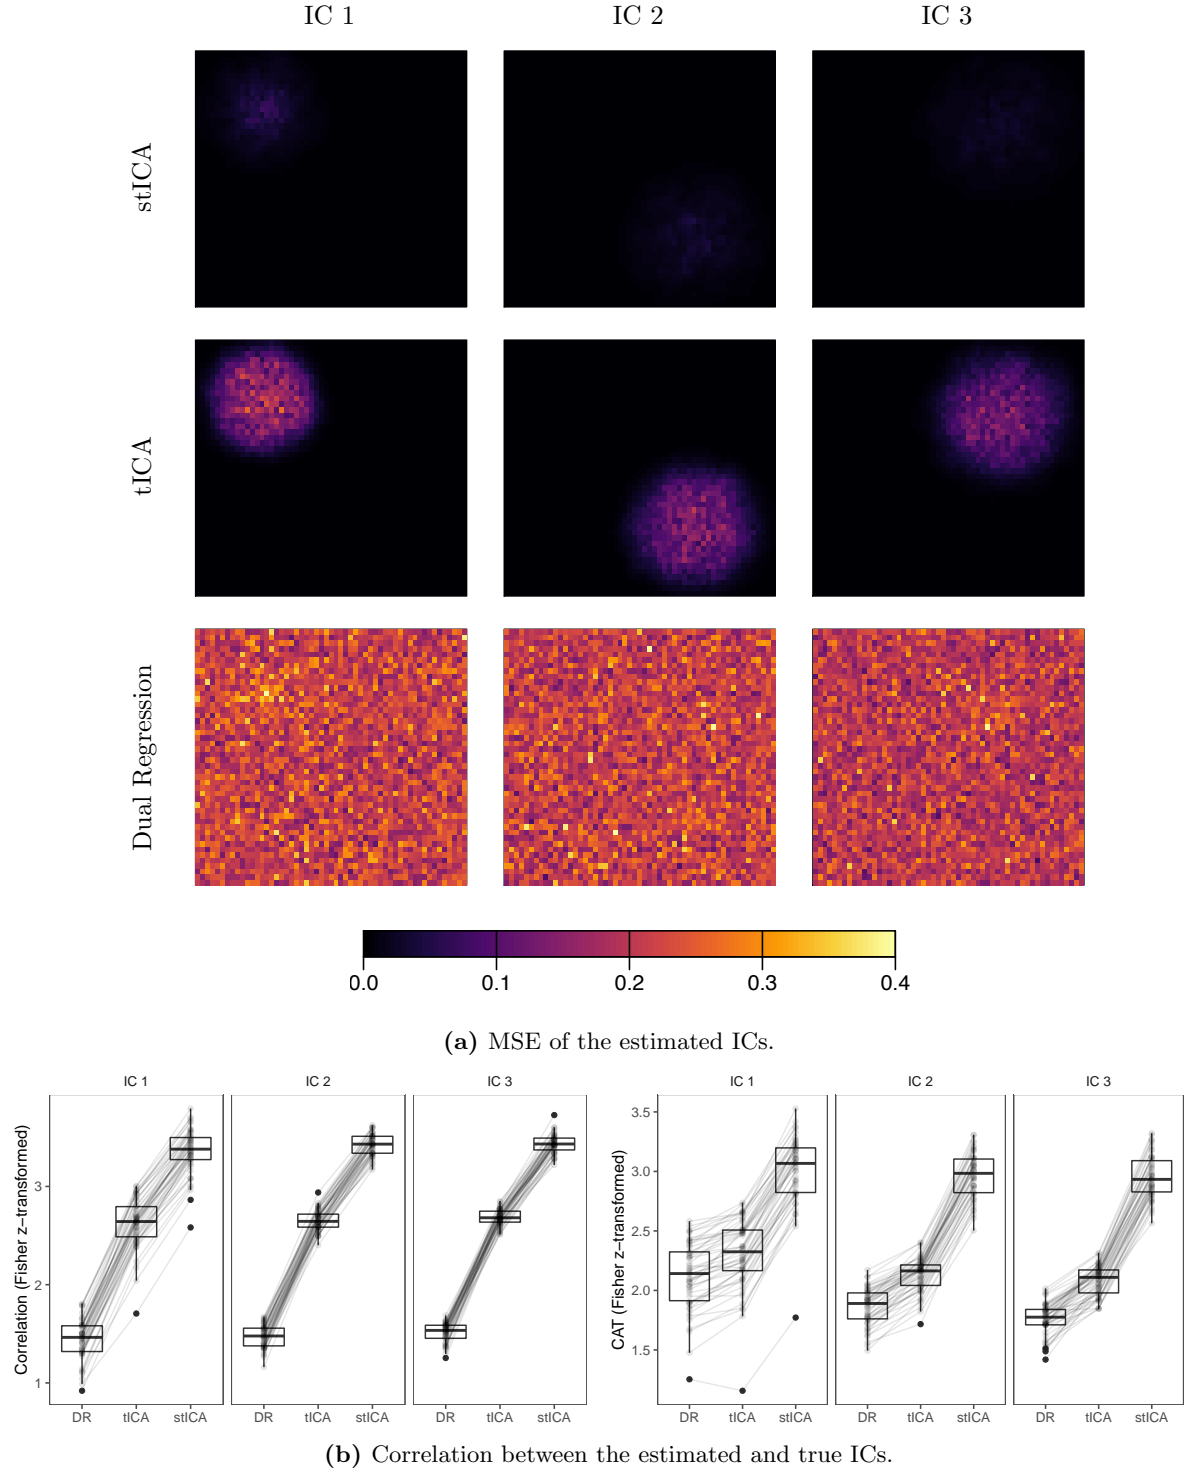 IC 1 IC 2 IC 3
stICA
tICA
Dual Regression
0.0 0.1 0.2 0.3 0.4
(a) MSE of the estimated ICs.
IC 1 IC 2 IC 3
Correlation (Fisher z−transformed)
3
2
1
DR tICA stICA DR tICA stICA DR tICA stICA
IC 1 IC 2 IC 3
CAT (Fisher z−transformed)
3.5
3.0
2.5
2.0
1.5
DR tICA stICA DR tICA stICA DR tICA stICA
(b) Correlation between the estimated and true ICs.